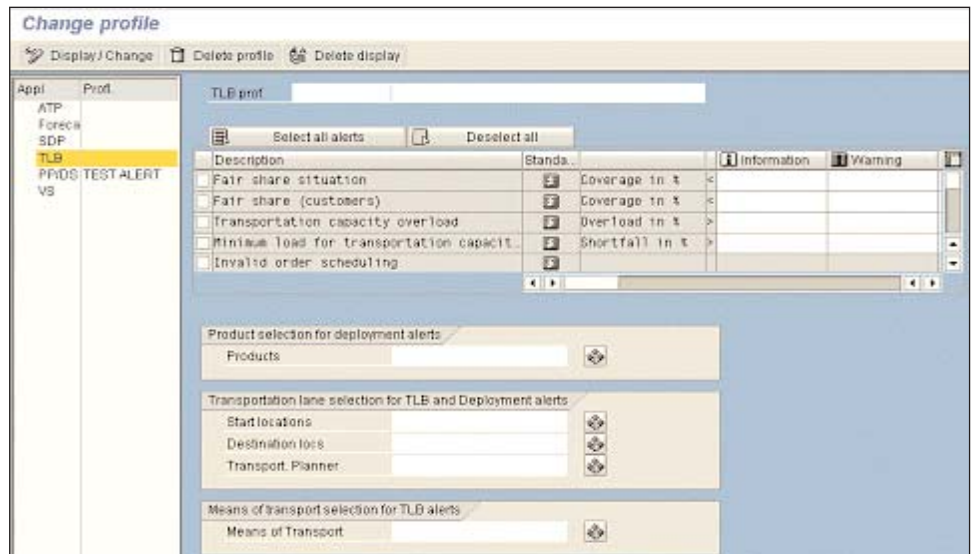 Change profile
Display / Change Delete profile Delete display
Appl Profl.
ATP
Foreca
SDP
TLB
PP/DS TEST ALERT
VS
TLB prof.
Select all alerts Deselect all
Description Standa.. Information Warning
Fair share situation Coverage in % <
Fair share (customers) Coverage in % <
Transportation capacity overload Overload in % >
Minimum load for transportation capacit.. Shortfall in % >
Invalid order scheduling
Product selection for deployment alerts
Products
Transportation lane selection for TLB and Deployment alerts
Start locations
Destination locs
Transport. Planner
Means of transport selection for TLB alerts
Means of Transport